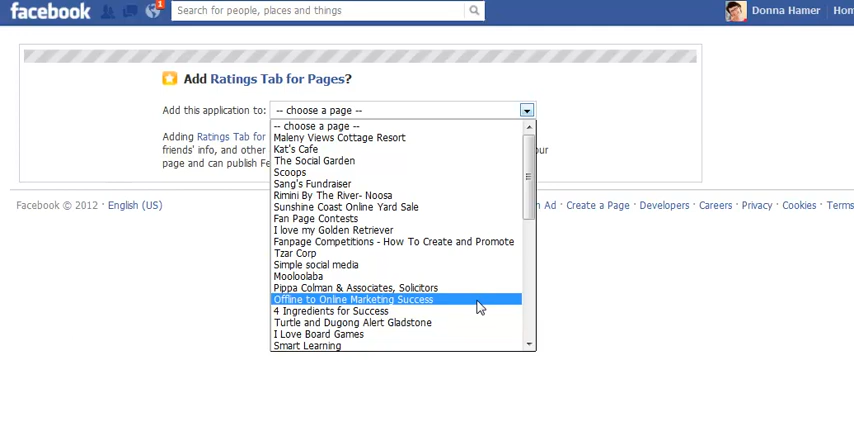 facebook
1
Search for people, places and things
Donna Hamer
Hom
Add Ratings Tab for Pages?
Add this application to:
-- choose a page --
-- choose a page --
Maleny Views Cottage Resort
Kat's Cafe
The Social Garden
Scoops
Sang's Fundraiser
Rimini By The River- Noosa
Sunshine Coast Online Yard Sale
Fan Page Contests
I love my Golden Retriever
Fanpage Competitions - How To Create and Promote
Tzar Corp
Simple social media
Mooloolaba
Pippa Colman & Associates, Solicitors
Offline to Online Marketing Success
4 Ingredients for Success
Turtle and Dugong Alert Gladstone
I Love Board Games
Smart Learning
Adding Ratings Tab for
friends' info, and other
our
page and can publish Fe
Facebook © 2012 · English (US)
n Ad · Create a Page · Developers · Careers · Privacy · Cookies · Terms